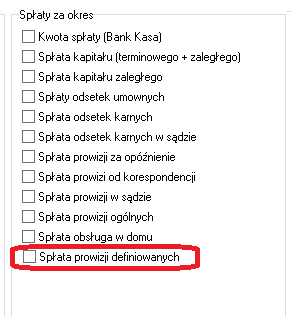 Spłaty za okres
Kwota spłaty (Bank Kasa)
Spłata kapitału (terminowego + zaległego)
Spłata kapitału zaległego
Spłaty odsetek umownych
Spłata odsetek karnych
Spłata odsetek karnych w sądzie
Spłata prowizji za opóźnienie
Spłata prowizi od korespondencji
Spłata prowizji w sądzie
Spłata prowizji ogólnych
Spłata obsługa w domu
Spłata prowizji definiowanych